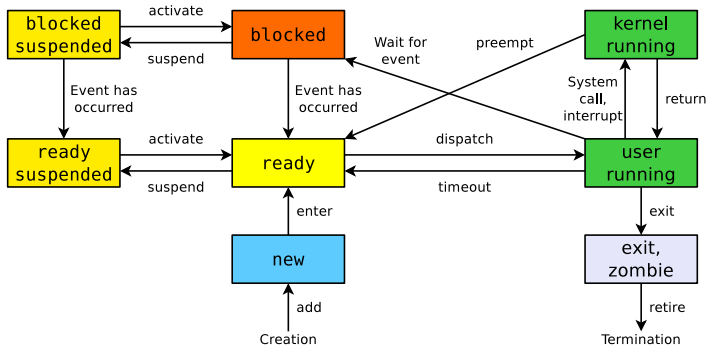 blocked
suspended
activate
suspend
blocked
Wait for
event
preempt
kernel
running
Event has
occurred
Event has
occurred
System
call,
interrupt
return
ready
suspended
activate
suspend
ready
dispatch
timeout
user
running
enter
exit
new
exit,
zombie
add
retire
Creation
Termination